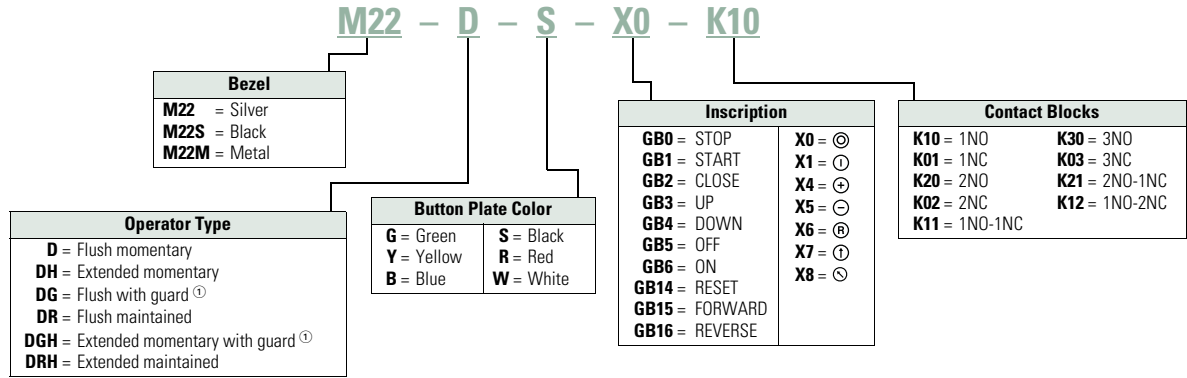 M22 – D – S – X0 – K10
Bezel
M22 = Silver
M22S = Black
M22M = Metal
Operator Type
D = Flush momentary
DH = Extended momentary
DG = Flush with guard ①
DR = Flush maintained
DGH = Extended momentary with guard ①
DRH = Extended maintained
Button Plate Color
G = Green
Y = Yellow
B = Blue
S = Black
R = Red
W = White
Inscription
GB0 = STOP
GB1 = START
GB2 = CLOSE
GB3 = UP
GB4 = DOWN
GB5 = OFF
GB6 = ON
GB14 = RESET
GB15 = FORWARD
GB16 = REVERSE
X0 = ◎
X1 = ⏼
X4 = ⊕
X5 = ⊖
X6 = Ⓡ
X7 =
X8 = ⦸
Contact Blocks
K10 = 1NO
K01 = 1NC
K20 = 2NO
K02 = 2NC
K11 = 1NO-1NC
K30 = 3NO
K03 = 3NC
K21 = 2NO-1NC
K12 = 1NO-2NC